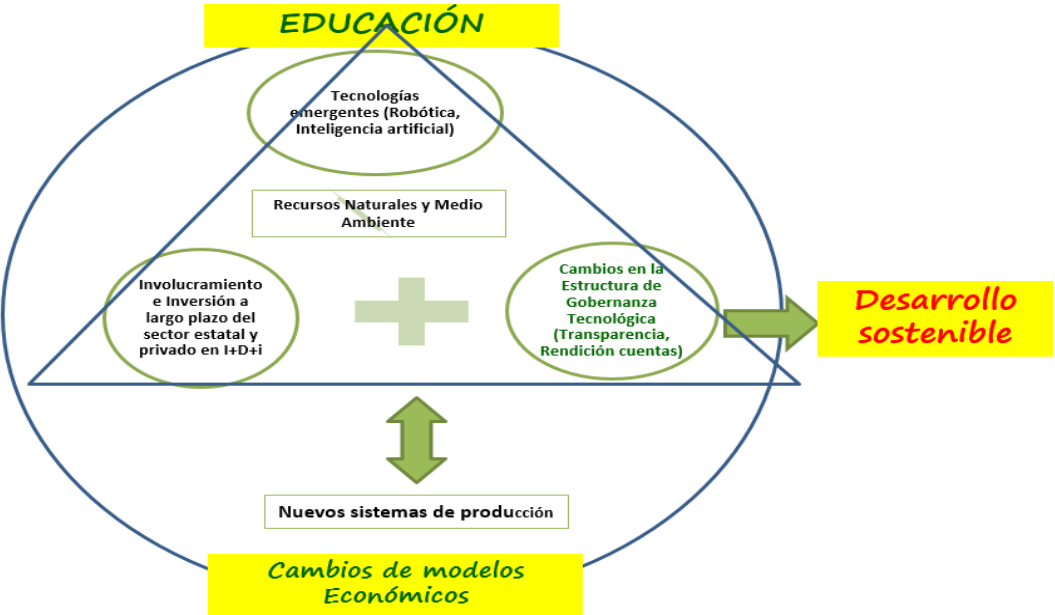 EDUCACIÓN
Tecnologías
emergentes (Robótica,
Inteligencia artificial)
Recursos Naturales y Medio
Ambiente
Involucramiento
e Inversión a
largo plazo del
sector estatal y
privado en I+D+i
Cambios en la
Estructura de
Gobernanza
Tecnológica
(Transparencia,
Rendición cuentas)
Desarrollo
sostenible
Nuevos sistemas de producción
Cambios de modelos
Económicos